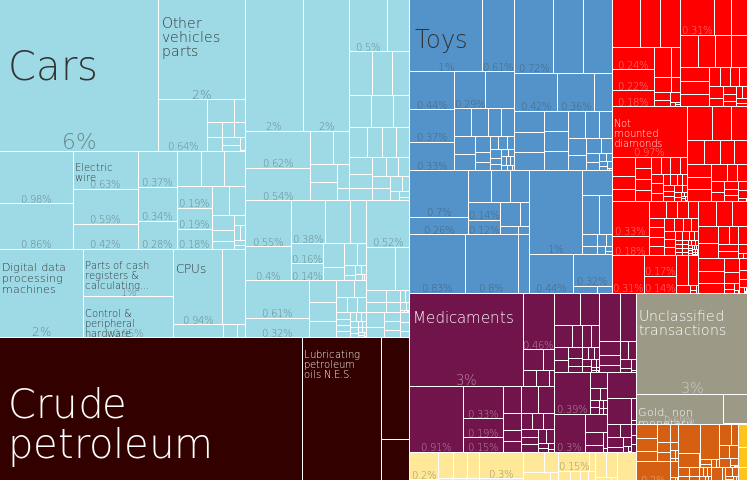 Cars
6%
Other
vehicles
parts
2%
0.64%
0.98%
0.86%
Electric
wire
0.63%
0.59%
0.42%
0.37%
0.34%
0.28%
0.19%
0.19%
0.18%
2%
2%
0.5%
0.62%
0.54%
0.55%
0.38%
0.16%
0.14%
0.4%
0.52%
0.61%
0.32%
Digital data
processing
machines
2%
Parts of cash
registers &
calculating...
1%
Control &
peripheral
hardware
CPUs
0.94%
Crude
petroleum
Lubricating
petroleum
oils N.E.S.
Toys
1%
0.61%
0.72%
0.44%
0.29%
0.42%
0.36%
0.37%
0.33%
0.7%
0.26%
0.14%
0.12%
1%
0.83%
0.8%
0.44%
0.32%
0.31%
0.24%
0.22%
0.18%
Not
mounted
diamonds
0.97%
0.33%
0.18%
0.17%
0.31%
0.14%
Medicaments
3%
0.46%
0.91%
0.33%
0.19%
0.15%
0.39%
0.3%
Unclassified
transactions
3%
Gold, non
monetary
0.2%
0.3%
0.15%